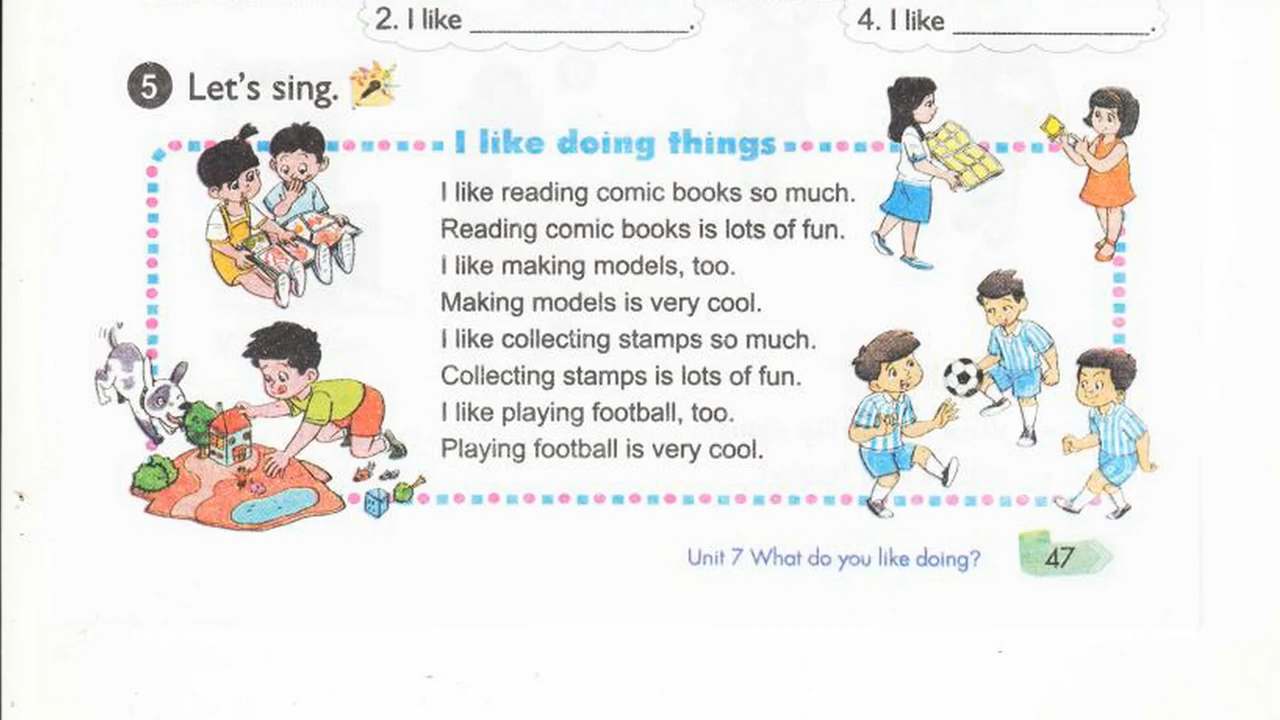 2. I like ____________________.
4. I like ____________________.
5 Let's sing.
I like doing things
I like reading comic books so much.
Reading comic books is lots of fun.
I like making models, too.
Making models is very cool.
I like collecting stamps so much.
Collecting stamps is lots of fun.
I like playing football, too.
Playing football is very cool.
Unit 7 What do you like doing? 47